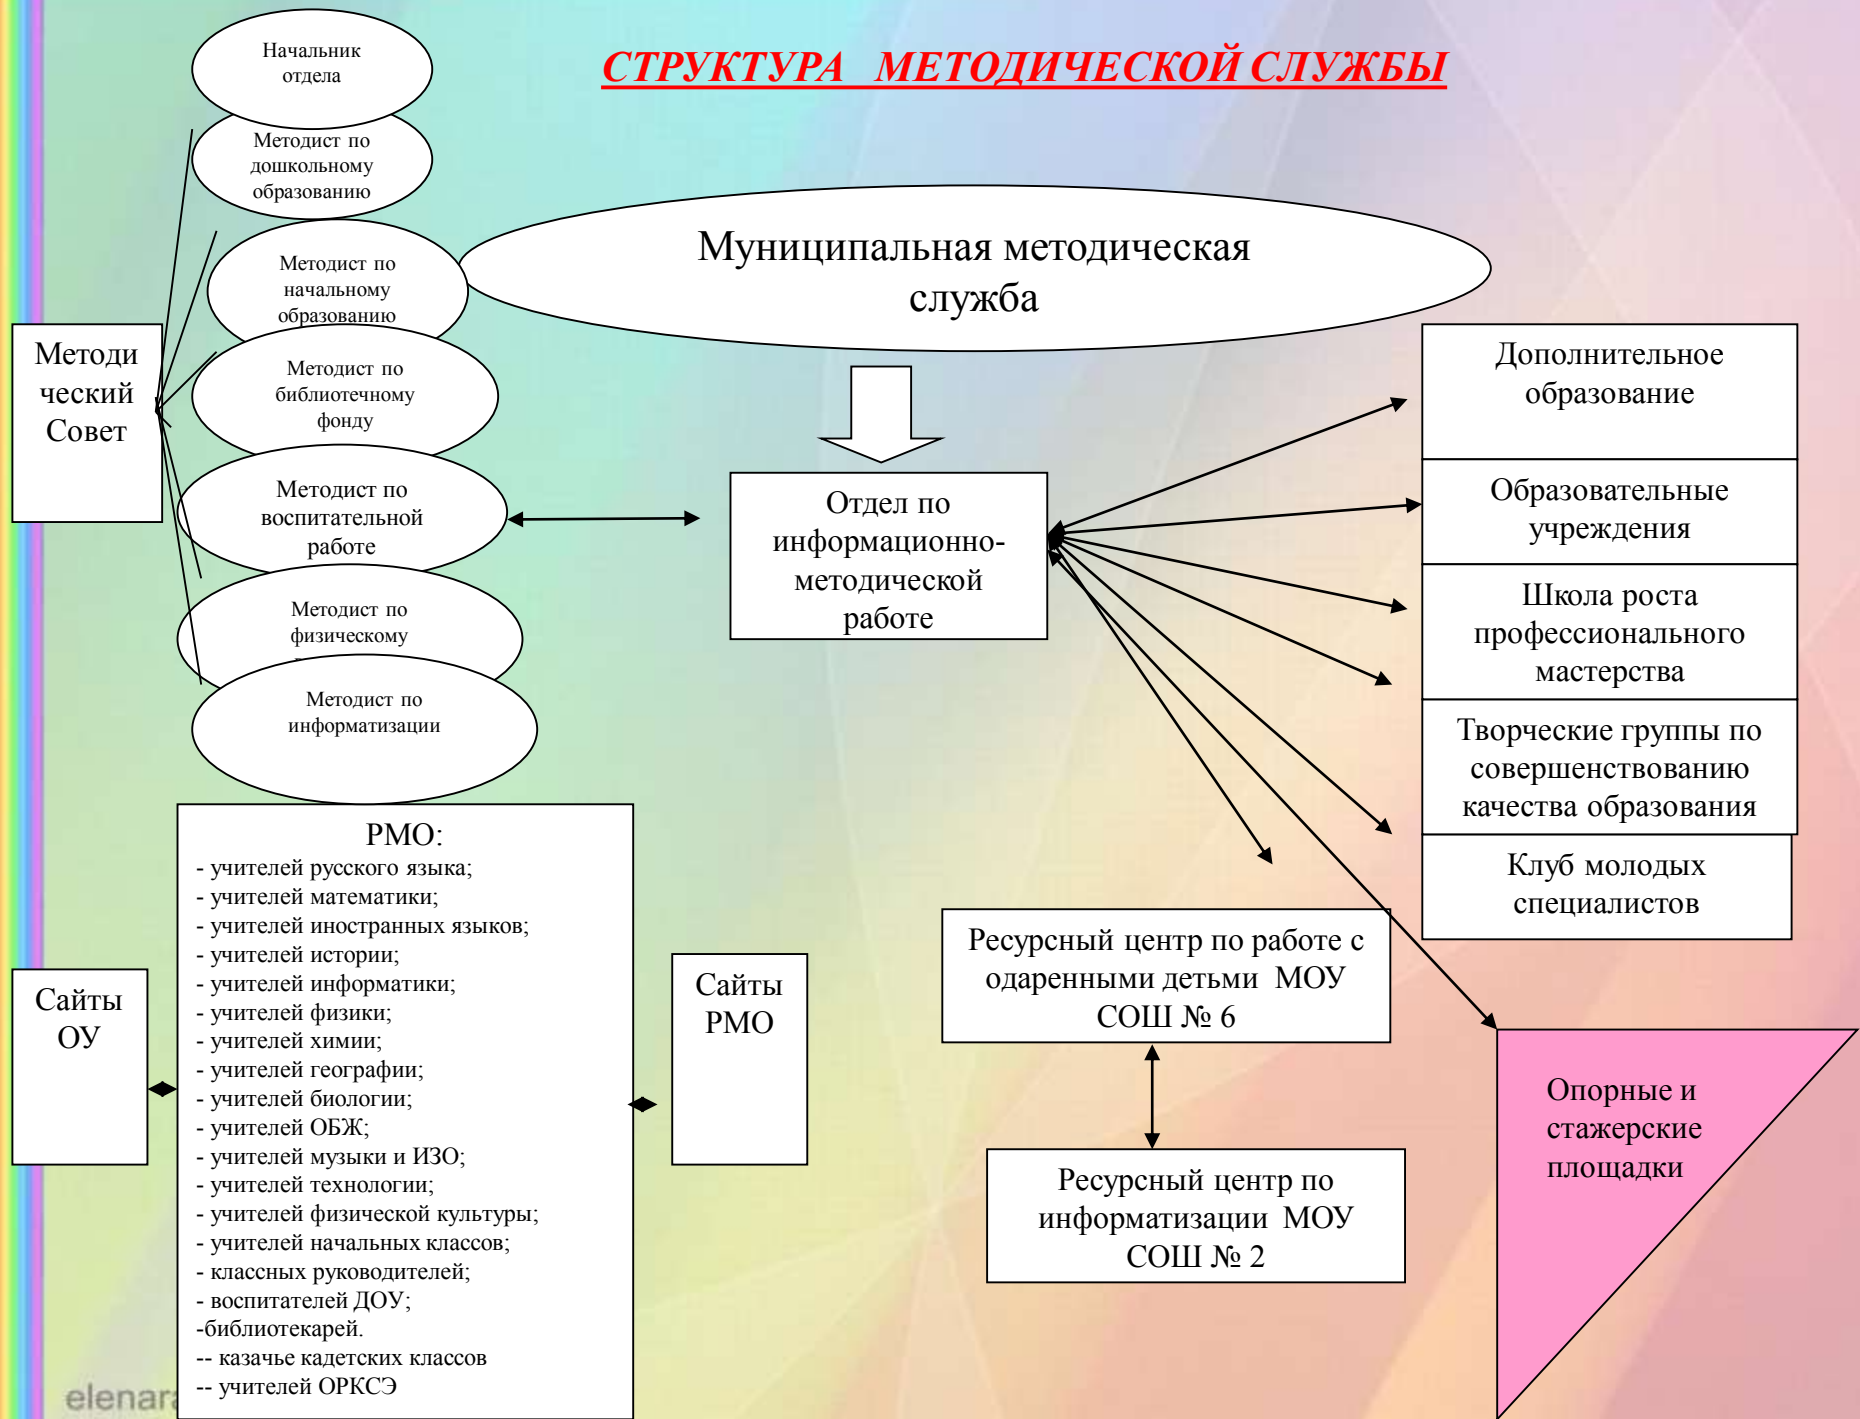 СТРУКТУРА МЕТОДИЧЕСКОЙ СЛУЖБЫ
Начальник
отдела
Методист по
дошкольному
образованию
Методист по
начальному
образованию
Методист по
библиотечному
фонду
Методист по
воспитательной
работе
Методист по
физическому
Методист по
информатизации
Методи
ческий
Совет
Муниципальная методическая
служба
Отдел по
информационно-
методической
работе
Дополнительное
образование
Образовательные
учреждения
Школа роста
профессионального
мастерства
Творческие группы по
совершенствованию
качества образования
Клуб молодых
специалистов
РМО:
- учителей русского языка;
- учителей математики;
- учителей иностранных языков;
- учителей истории;
- учителей информатики;
- учителей физики;
- учителей химии;
- учителей географии;
- учителей биологии;
- учителей ОБЖ;
- учителей музыки и ИЗО;
- учителей технологии;
- учителей физической культуры;
- учителей начальных классов;
- классных руководителей;
- воспитателей ДОУ;
-библиотекарей.
-- казачье кадетских классов
-- учителей ОРКСЭ
Сайты
ОУ
Сайты
РМО
Ресурсный центр по работе с
одаренными детьми МОУ
СОШ № 6
Ресурсный центр по
информатизации МОУ
СОШ № 2
Опорные и
стажерские
площадки